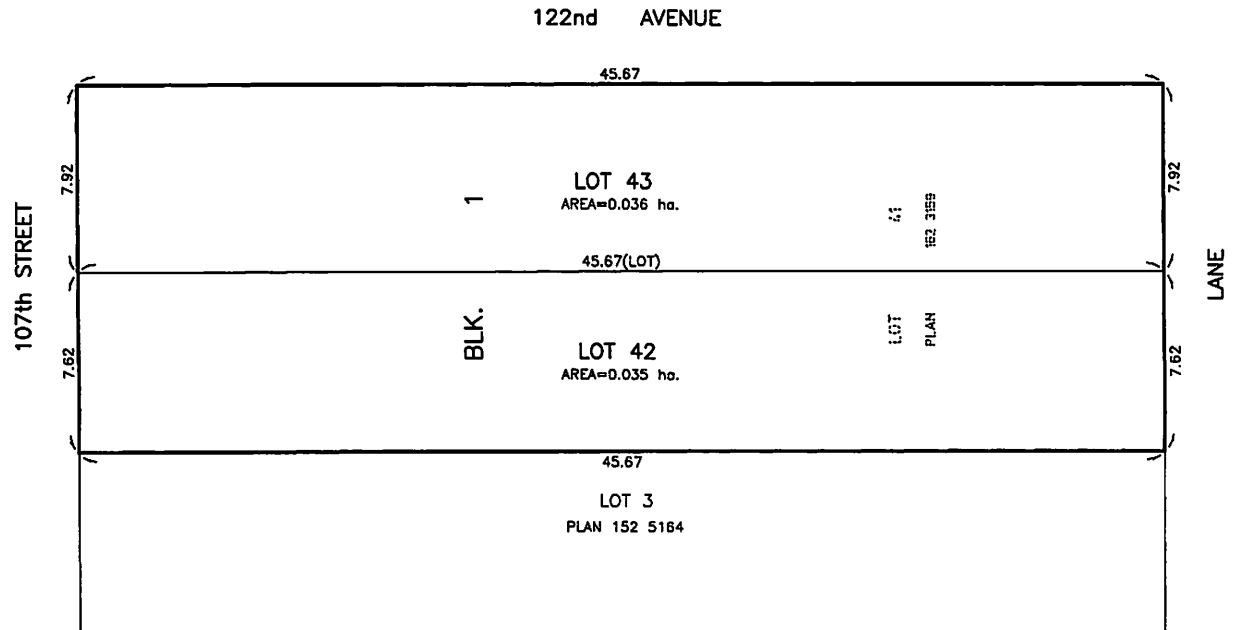 122nd AVENUE
45.67
7.92
7.92
LOT 43
AREA=0.036 ha.
107th STREET
BLK. 1
LOT 41
PLAN 162 3159
LANE
45.67(LOT)
7.62
7.62
LOT 42
AREA=0.035 ha.
45.67
LOT 3
PLAN 152 5164